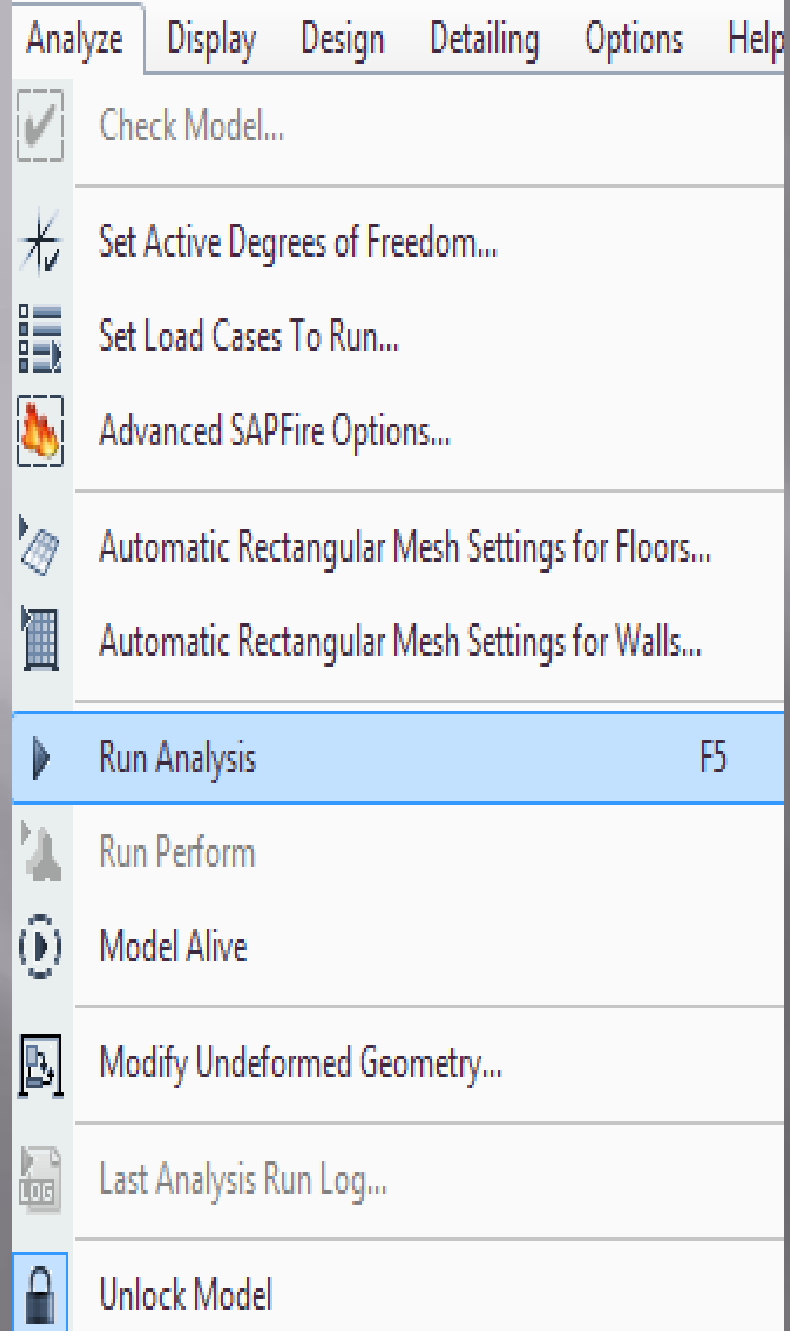 Analyze Display Design Detailing Options Help
Check Model...
Set Active Degrees of Freedom...
Set Load Cases To Run...
Advanced SAPFire Options...
Automatic Rectangular Mesh Settings for Floors...
Automatic Rectangular Mesh Settings for Walls...
Run Analysis F5
Run Perform
Model Alive
Modify Undeformed Geometry...
LOG Last Analysis Run Log...
Unlock Model